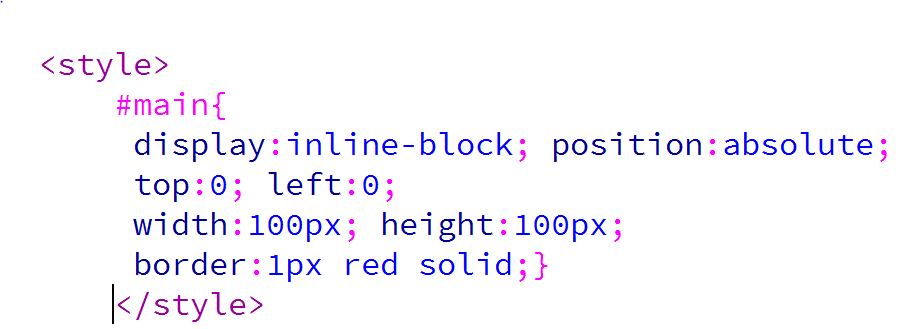 <style>
#main{
display:inline-block; position:absolute;
top:0; left:0;
width:100px; height:100px;
border:1px red solid;}
</style>